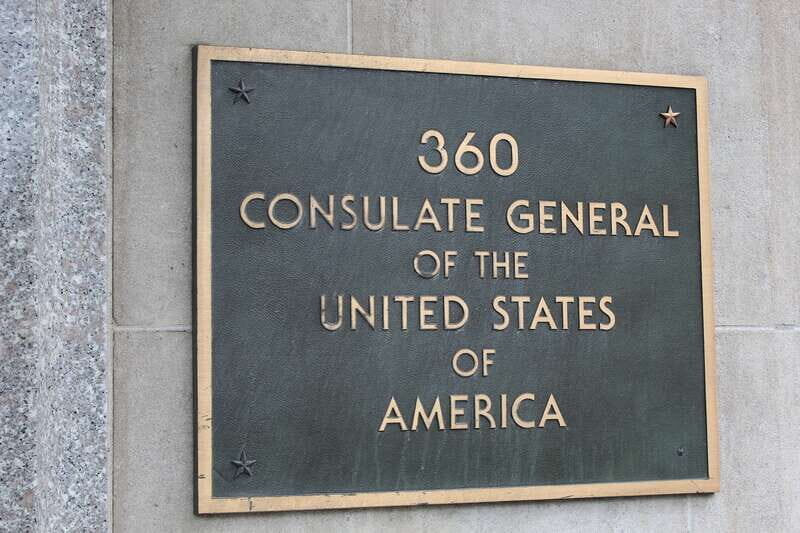 360
CONSULATE GENERAL
OF THE
UNITED STATES
OF
AMERICA